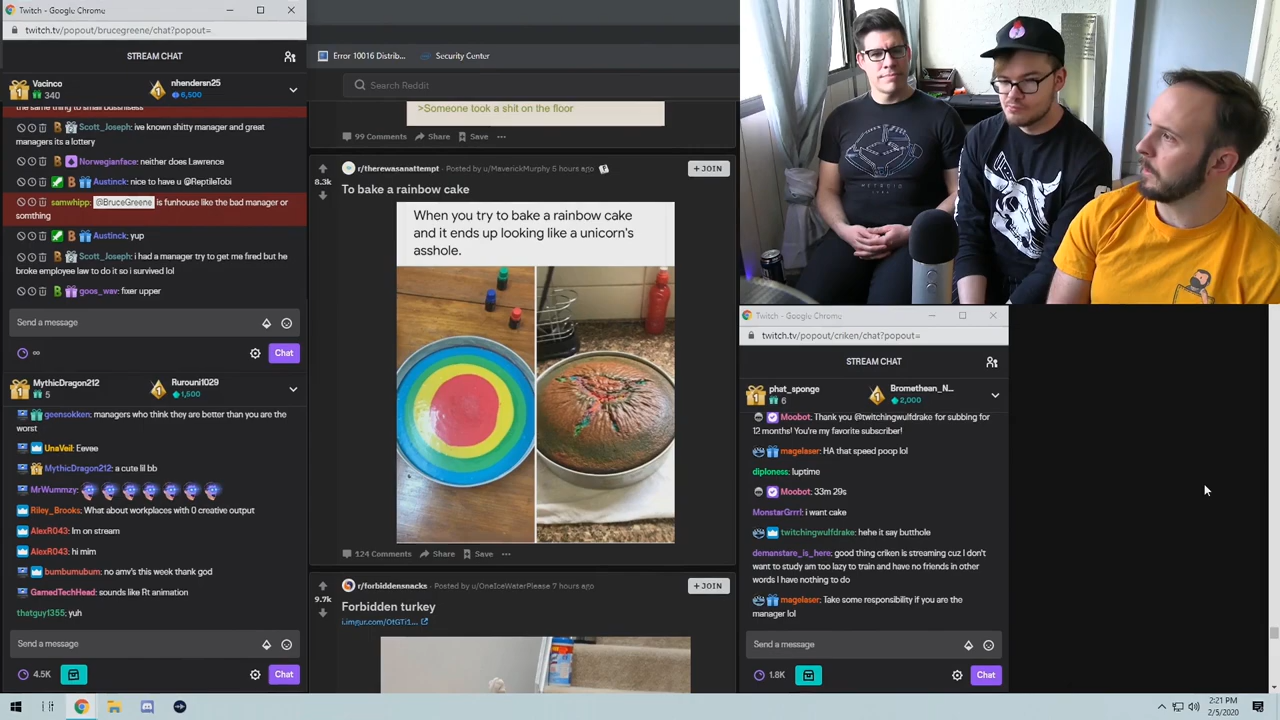 Twitch - Google Chrome
twitch.tv/popout/brucegreene/chat?popout=
STREAM CHAT
Vacinco
340
nhesieren25
6,500
the same thing to small bussnisess
Scott_Joseph: ive known shitty manager and great
managers its a lottery
Norwegianface: neither does Lawrence
Austinck: nice to have u @ReptileTobi
samwhipp: @BruceGreene is funhouse like the bad manager or
somthing
Austinck: yup
Scott_Joseph: i had a manager try to get me fired but he
broke employee law to do it so i survived lol
goos_wav: fixer upper
Send a message
∞
Chat
MythicDragon212
5
Rurouni1029
1,500
geensokken: managers who think they are better than you are the
worst
UnaVeil: Eevee
MythicDragon212: a cute lil bb
MrWummzy:
Riley_Brooks: What about workplaces with 0 creative output
AlexR043: Im on stream
AlexR043: hi mim
bumbumubum: no amy's this week thank god
GamedTechHead: sounds like Rt animation
thatguy1355: yuh
Send a message
4.5K
Chat
Error 10016 Distrib...
Security Center
Search Reddit
>Someone took a shit on the floor
99 Comments Share Save ...
r/therewasanattempt Posted by u/MaverickMurphy 5 hours ago
+ JOIN
8.3k
To bake a rainbow cake
When you try to bake a rainbow cake
and it ends up looking like a unicorn's
asshole.
124 Comments Share Save ...
r/forbiddensnacks · Posted by u/OneIceWaterPlease 7 hours ago
+ JOIN
9.7k
Forbidden turkey
i.imgur.com/OtGTi1...
Twitch - Google Chrome
twitch.tv/popout/criken/chat?popout=
STREAM CHAT
phat_sponge
6
Bromethean_N...
2,000
Moobot: Thank you @twitchingwulfdrake for subbing for
12 months! You're my favorite subscriber!
magelaser: HA that speed poop lol
diploness: !uptime
Moobot: 33m 29s
MonstarGrrrl: i want cake
twitchingwulfdrake: hehe it say butthole
demanstare_is_here: good thing criken is streaming cuz I don't
want to study am too lazy to train and have no friends in other
words I have nothing to do
magelaser: Take some responsibility if you are the
manager lol
Send a message
1.8K
Chat
2:21 PM
2/5/2020